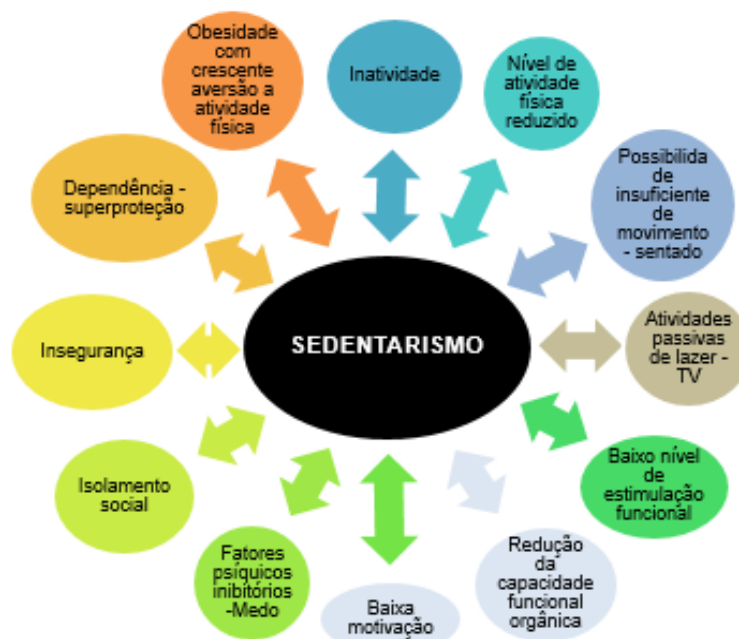 Obesidade
com
crescente
aversão a
atividade
física
Inatividade
Nível de
atividade
física
reduzido
Possibilida
de
insuficiente
de
movimento
- sentado
Atividades
passivas
de lazer -
TV
Baixo nível
de
estimulação
funcional
Redução
da
capacidade
funcional
orgânica
Baixa
motivação
Fatores
psíquicos
inibitórios
-Medo
Isolamento
social
Insegurança
Dependência -
superproteção
SEDENTARISMO